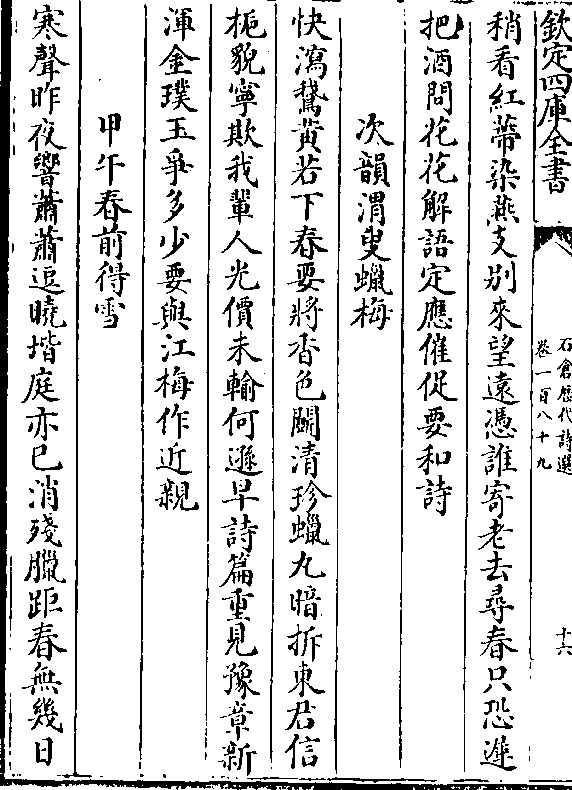 欽定四庫全書
石倉歷代詩選
卷一百八十九
十六
稍看紅蔕染燕支別來望遠憑誰寄老去尋春只恐遲
把酒問花花解語定應催促要和詩
次韻渭叟蠟梅
快瀉鵞黄若下春要將香色鬭清珍蠟丸暗拆東君信
梔貌寧欺我輩人光價未輸何遜早詩篇重見豫章新
渾金璞玉爭多少要與江梅作近親
甲午春前得雪
寒聲昨夜響蕭蕭逗曉堦庭亦已消殘臘距春無幾日